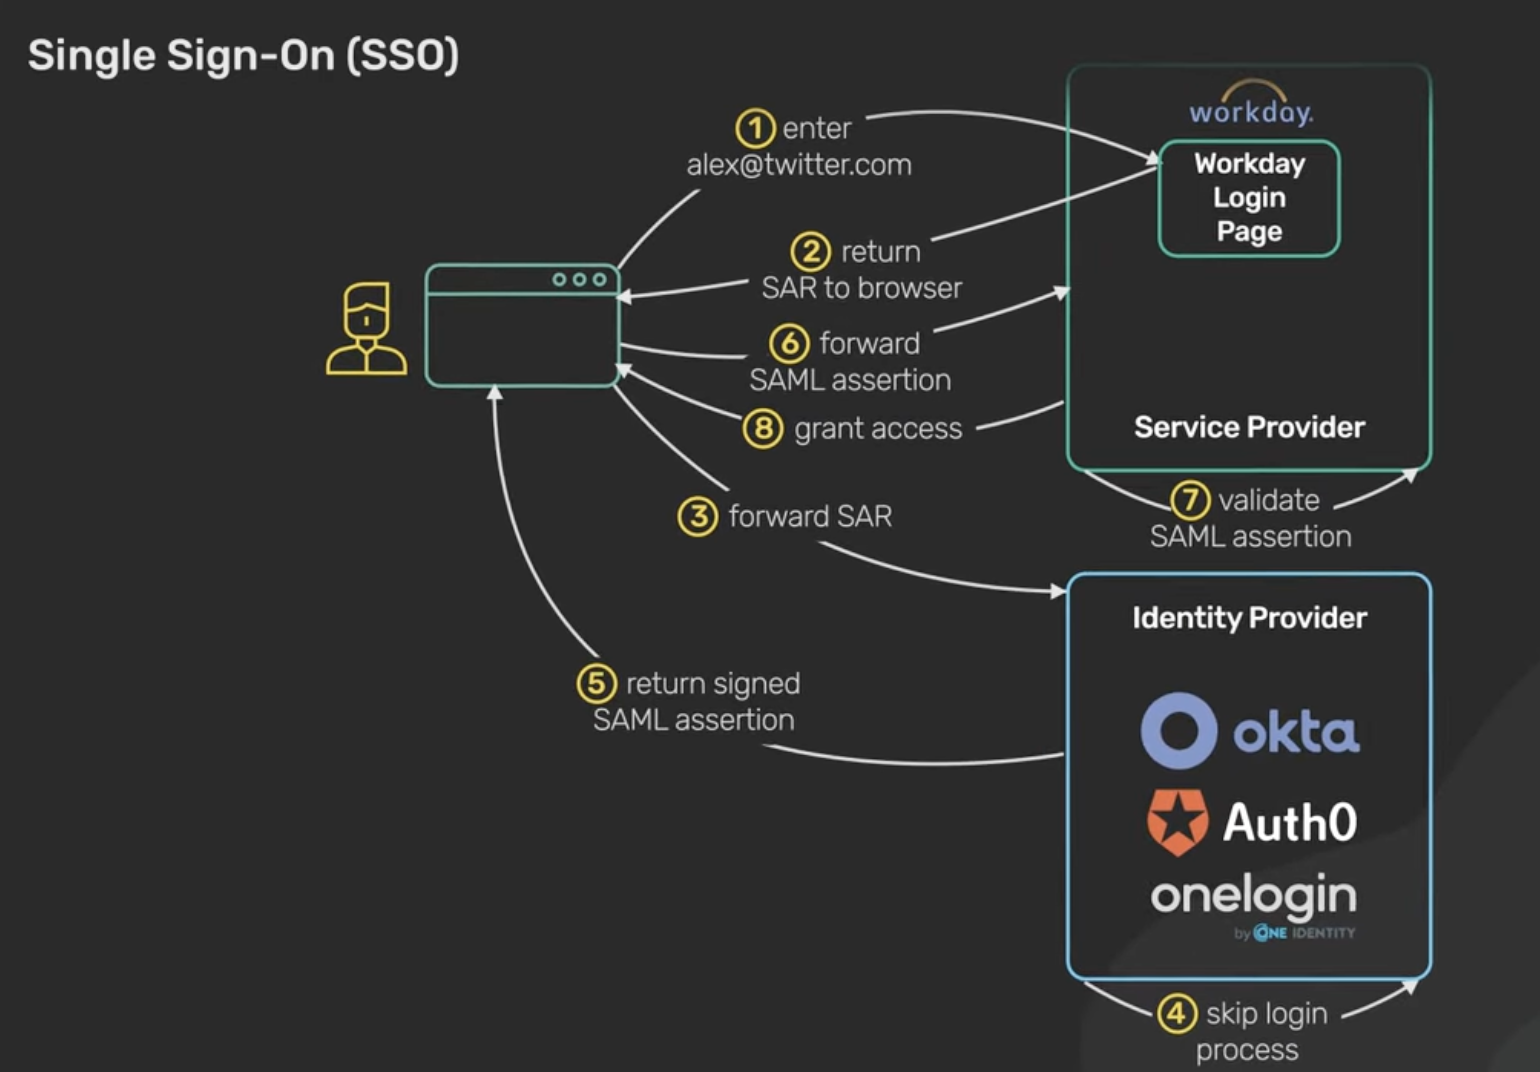 Single Sign-On (SSO)
workday.
Workday
Login
Page
Service Provider
1 enter
alex@twitter.com
2 return
SAR to browser
6 forward
SAML assertion
8 grant access
3 forward SAR
7 validate
SAML assertion
5 return signed
SAML assertion
Identity Provider
okta
Auth0
onelogin
by ONE IDENTITY
4 skip login
process